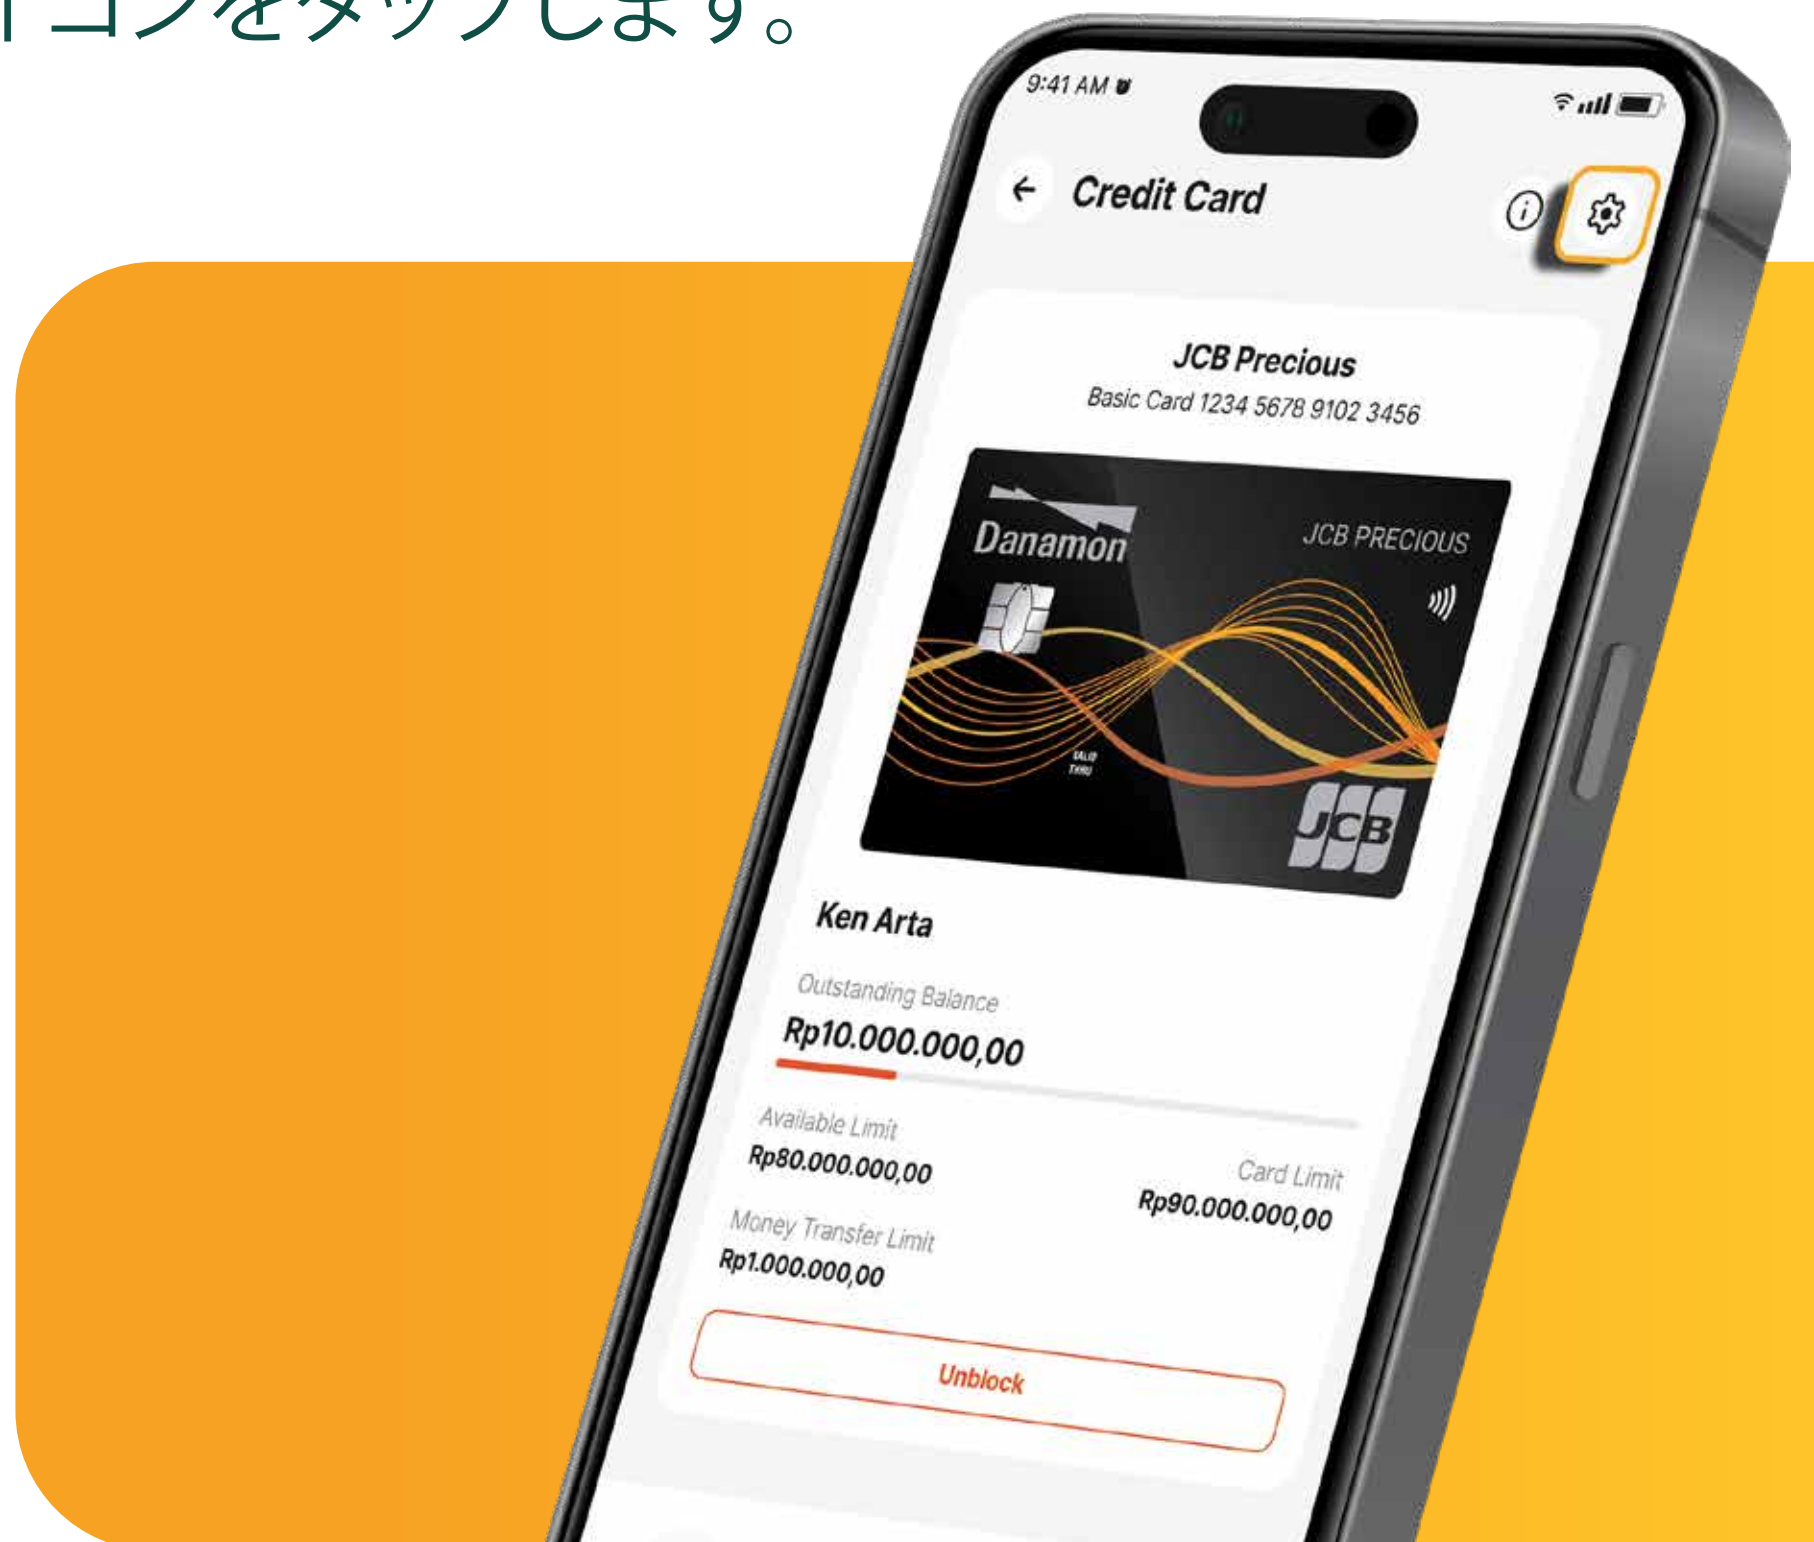 イコンをタップします。
9:41 AM
Credit Card
JCB Precious
Basic Card 1234 5678 9102 3456
Danamon
JCB PRECIOUS
VALID
THRU
JCB
Ken Arta
Outstanding Balance
Rp10.000.000,00
Available Limit
Rp80.000.000,00
Card Limit
Rp90.000.000,00
Money Transfer Limit
Rp1.000.000,00
Unblock